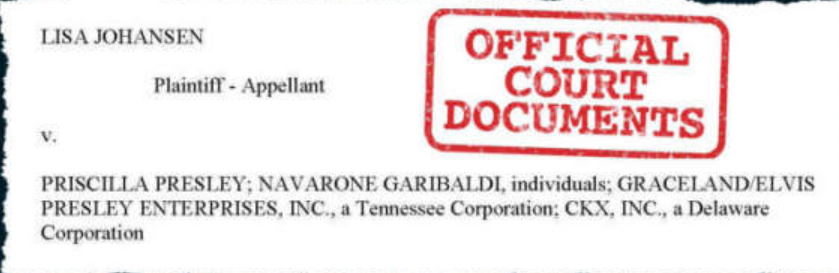 LISA JOHANSEN
Plaintiff - Appellant
v.
PRISCILLA PRESLEY; NAVARONE GARIBALDI, individuals; GRACELAND/ELVIS
PRESLEY ENTERPRISES, INC., a Tennessee Corporation; CKX, INC., a Delaware
Corporation
OFFICIAL
COURT
DOCUMENTS